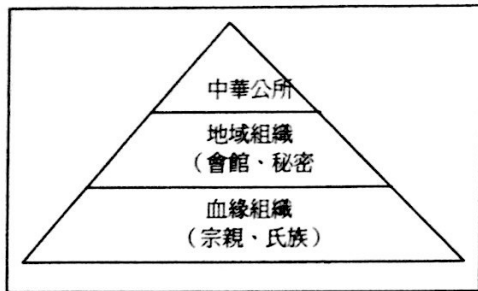 中華公所
地域組織
（會館、秘密
血緣組織
（宗親、氏族）